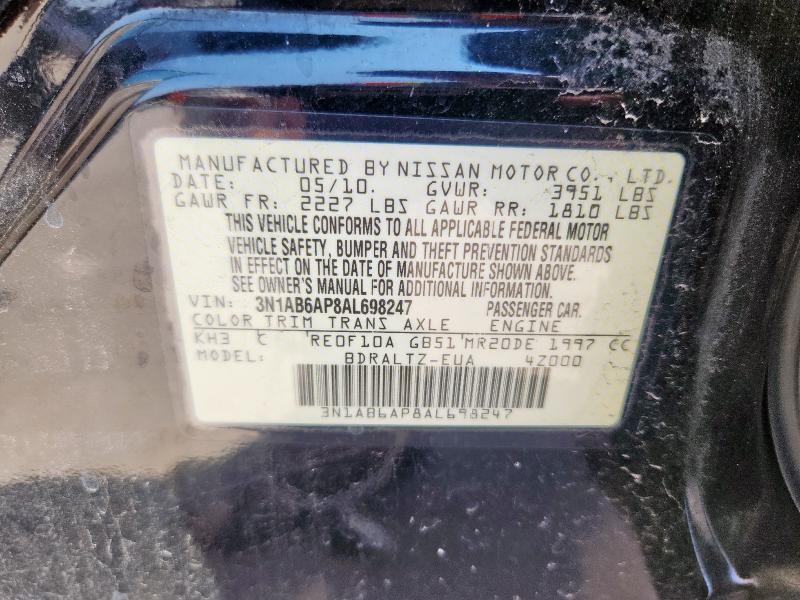 MANUFACTURED BY NISSAN MOTOR CO., LTD.
DATE: 05/10. GVWR: 3951 LBS
GAWR FR: 2227 LBS GAWR RR: 1810 LBS
THIS VEHICLE CONFORMS TO ALL APPLICABLE FEDERAL MOTOR
VEHICLE SAFETY, BUMPER AND THEFT PREVENTION STANDARDS
IN EFFECT ON THE DATE OF MANUFACTURE SHOWN ABOVE.
SEE OWNER'S MANUAL FOR ADDITIONAL INFORMATION.
VIN: 3N1AB6AP8AL698247 PASSENGER CAR.
COLOR TRIM TRANS AXLE ENGINE
KH3 C RE0F10A GB51 MR20DE 1997 CC
MODEL: BDRALTZ-EUA 4Z000
3N1AB6AP8AL698247